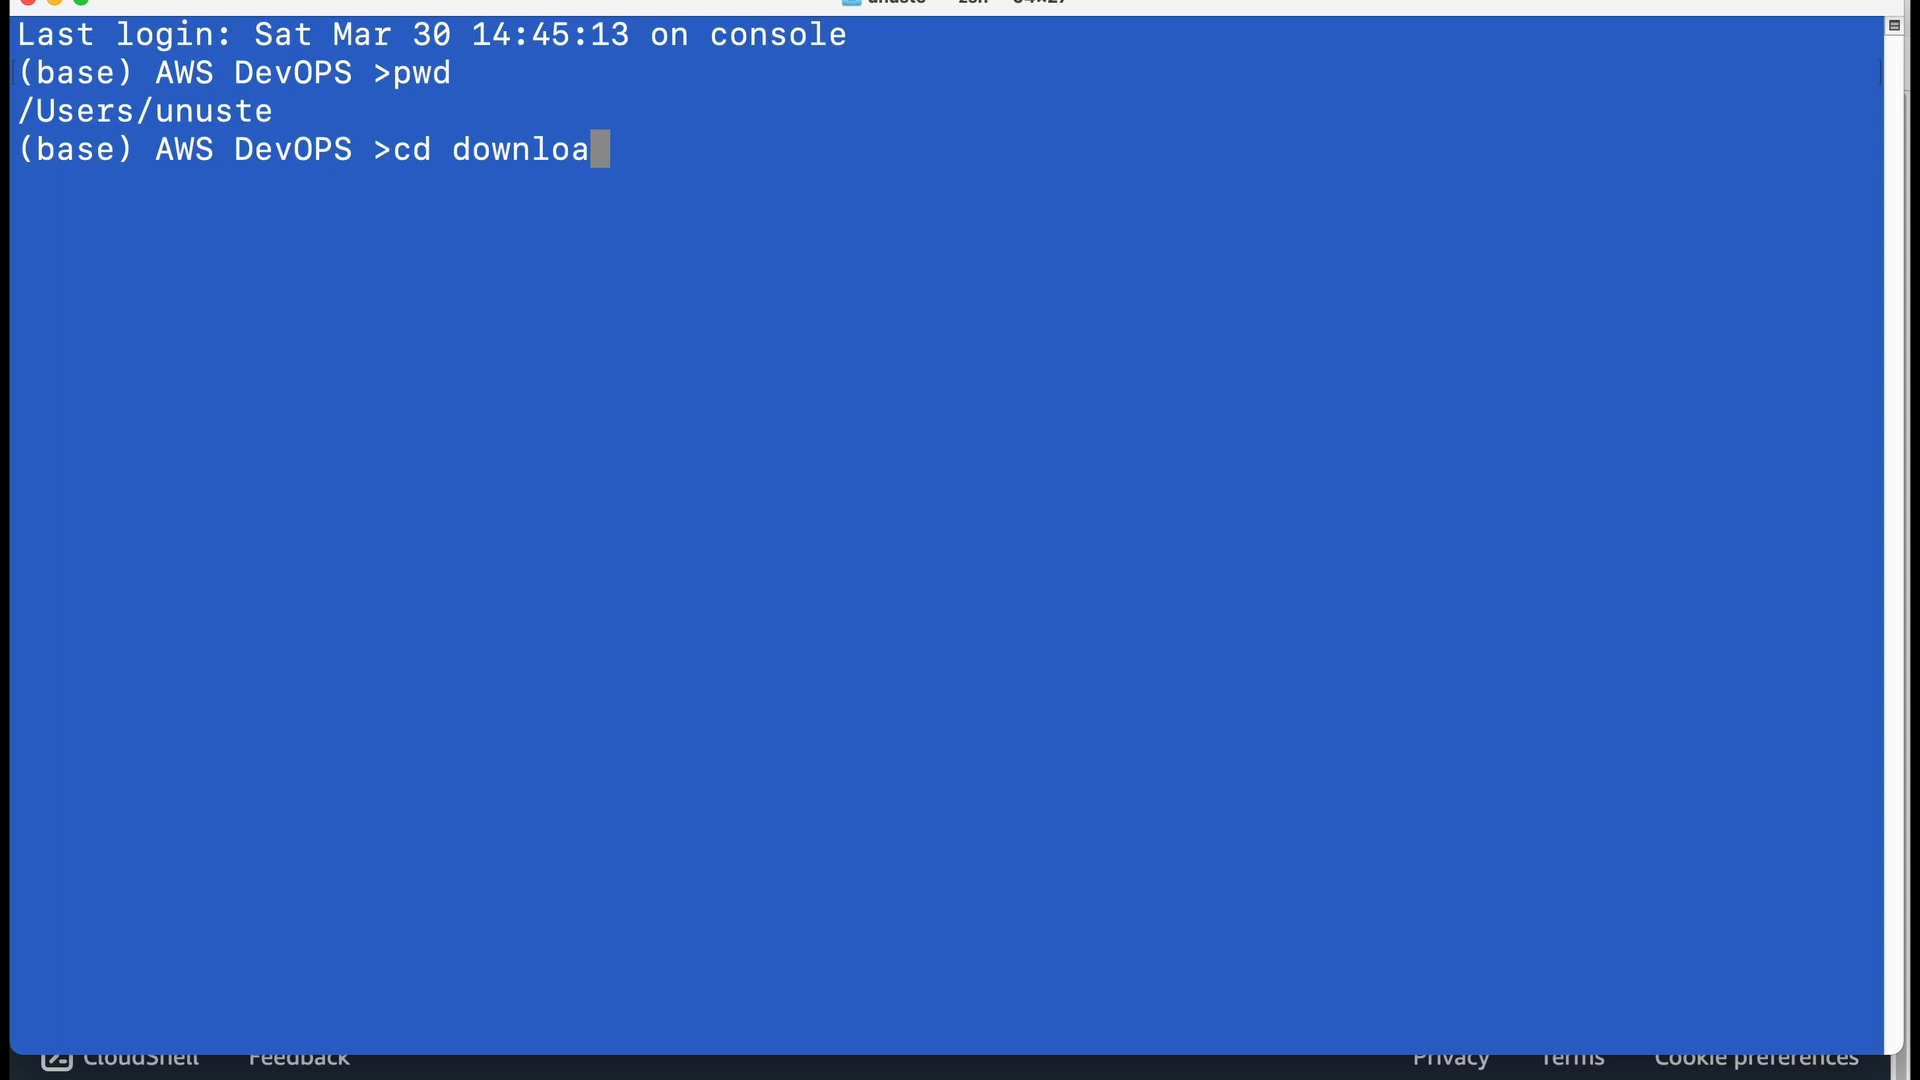 Last login: Sat Mar 30 14:45:13 on console
(base) AWS DevOPS >pwd
/Users/unuste
(base) AWS DevOPS >cd downloa
CloudShell Feedback Privacy Terms Cookie preferences